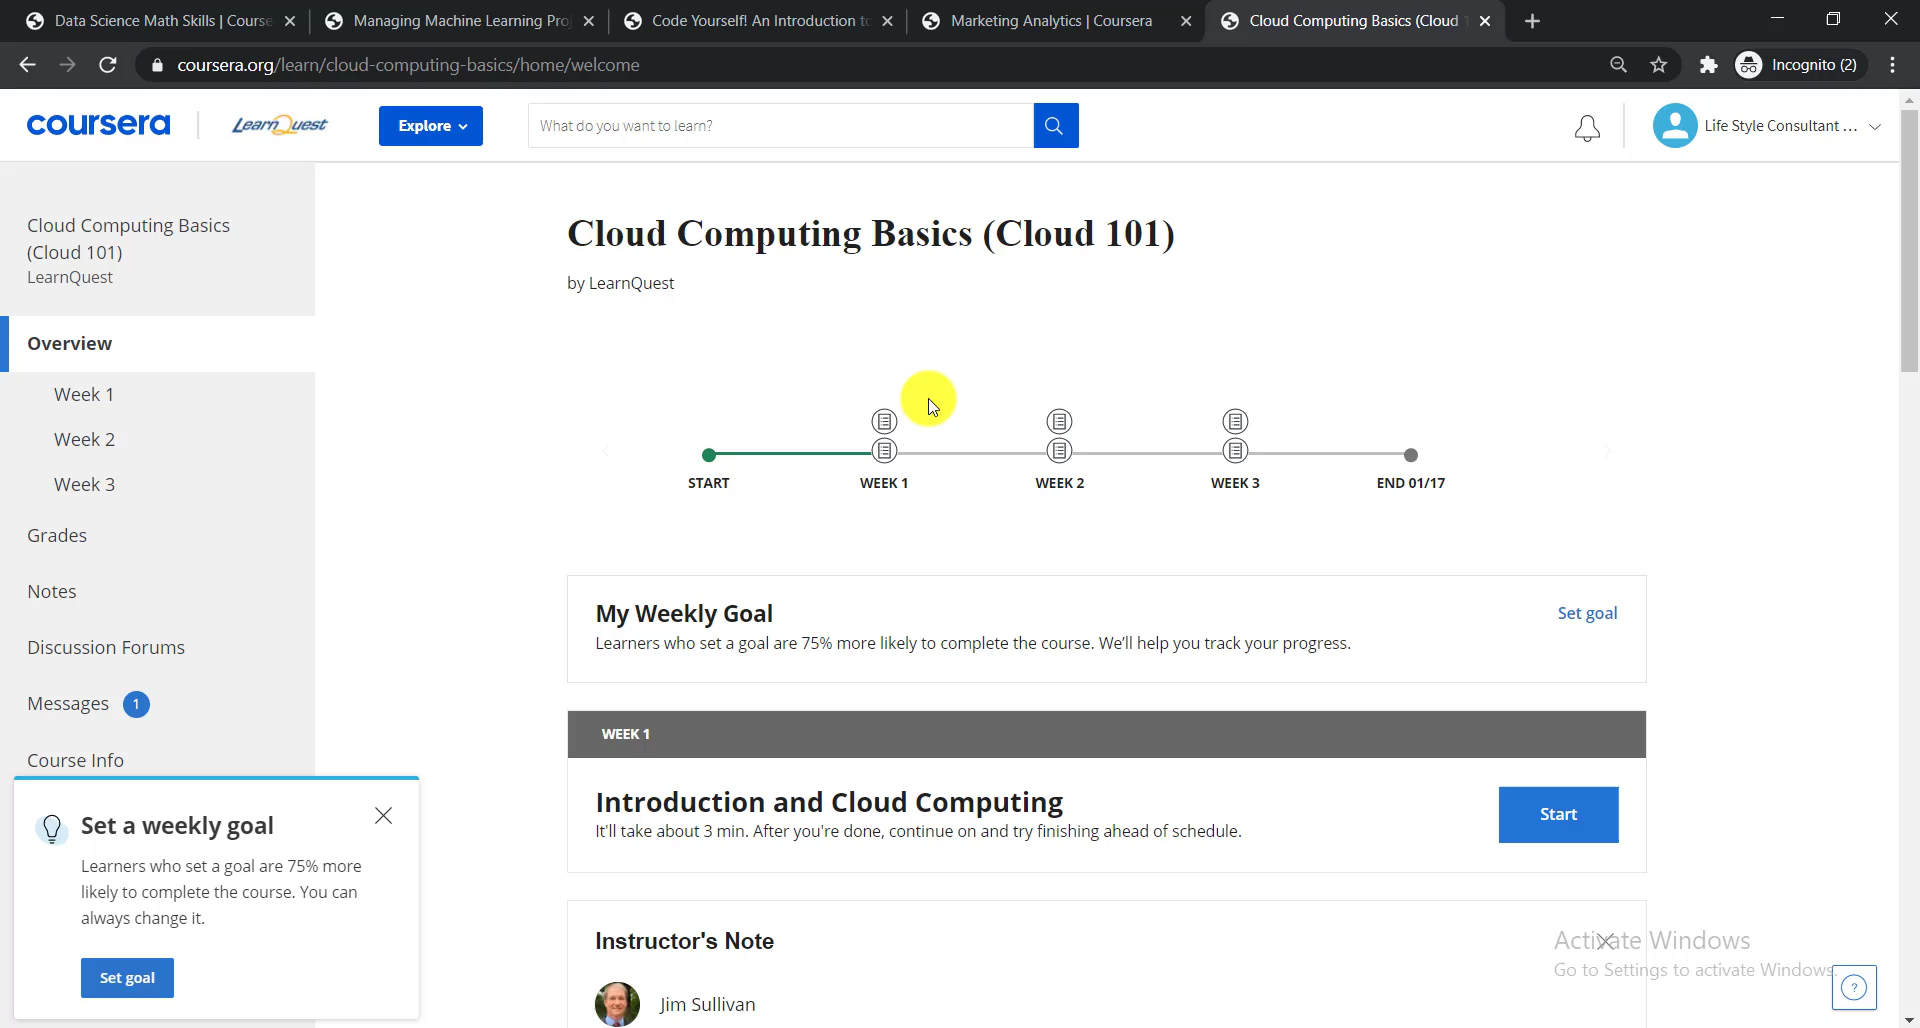 Data Science Math Skills | Course
Managing Machine Learning Proj
Code Yourself! An Introduction to
Marketing Analytics | Coursera
Cloud Computing Basics (Cloud 1
coursera.org/learn/cloud-computing-basics/home/welcome
Incognito (2)
coursera
LearnQuest
Explore
What do you want to learn?
Life Style Consultant ...
Cloud Computing Basics
(Cloud 101)
LearnQuest
Overview
Week 1
Week 2
Week 3
Grades
Notes
Discussion Forums
Messages 1
Course Info
Set a weekly goal
Learners who set a goal are 75% more
likely to complete the course. You can
always change it.
Set goal
Cloud Computing Basics (Cloud 101)
by LearnQuest
START WEEK 1 WEEK 2 WEEK 3 END 01/17
My Weekly Goal
Set goal
Learners who set a goal are 75% more likely to complete the course. We'll help you track your progress.
WEEK 1
Introduction and Cloud Computing
It'll take about 3 min. After you're done, continue on and try finishing ahead of schedule.
Start
Instructor's Note
Jim Sullivan
Activate Windows
Go to Settings to activate Windows.
?